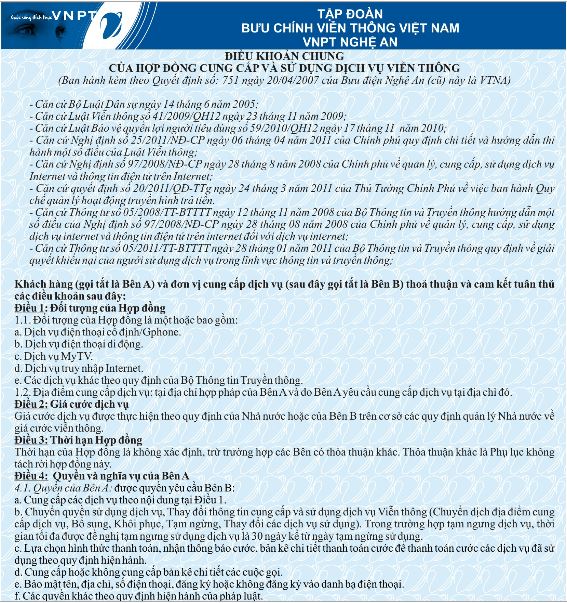 Cuộc sống đích thực VNPT
TẬP ĐOÀN
BƯU CHÍNH VIỄN THÔNG VIỆT NAM
VNPT NGHỆ AN
ĐIỀU KHOẢN CHUNG
CỦA HỢP ĐỒNG CUNG CẤP VÀ SỬ DỤNG DỊCH VỤ VIỄN THÔNG
(Ban hành kèm theo Quyết định số: 751 ngày 20/04/2007 của Bưu điện Nghệ An (cũ) này là VTNA)
- Căn cứ Bộ Luật Dân sự ngày 14 tháng 6 năm 2005;
- Căn cứ Luật Viễn thông số 41/2009/QH12 ngày 23 tháng 11 năm 2009;
- Căn cứ Luật Bảo vệ quyền lợi người tiêu dùng số 59/2010/QH12 ngày 17 tháng 11 năm 2010;
- Căn cứ Nghị định số 25/2011/NĐ-CP ngày 06 tháng 04 năm 2011 của Chính phủ quy định chi tiết và hướng dẫn thi
hành một số điều của Luật Viễn thông;
- Căn cứ Nghị định số 97/2008/NĐ-CP ngày 28 tháng 8 năm 2008 của Chính phủ về quản lý, cung cấp, sử dụng dịch vụ
Internet và thông tin điện tử trên Internet;
- Căn cứ quyết định số 20/2011/QĐ-TTg ngày 24 tháng 3 năm 2011 của Thủ Tướng Chính Phủ về việc ban hành Quy
chế quản lý hoạt động truyền hình trả tiền.
- Căn cứ Thông tư số 05/2008/TT-BTTTT ngày 12 tháng 11 năm 2008 của Bộ Thông tin và Truyền thông hướng dẫn một
số điều của Nghị định số 97/2008/NĐ-CP ngày 28 tháng 08 năm 2008 của Chính phủ về quản lý, cung cấp, sử dụng
dịch vụ internet và thông tin điện tử trên internet đối với dịch vụ internet;
- Căn cứ Thông tư số 05/2011/TT-BTTTT ngày 28 tháng 01 năm 2011 của Bộ Thông tin và Truyền thông quy định về giải
quyết khiếu nại của người sử dụng dịch vụ trong lĩnh vực thông tin và truyền thông;
Khách hàng (gọi tắt là Bên A) và đơn vị cung cấp dịch vụ (sau đây gọi tắt là Bên B) thoả thuận và cam kết tuân thủ
các điều khoản sau đây:
Điều 1: Đối tượng của Hợp đồng
1.1. Đối tượng của Hợp đồng là một hoặc bao gồm:
a. Dịch vụ điện thoại cố định/Gphone.
b. Dịch vụ điện thoại di động.
c. Dịch vụ MyTV.
d. Dịch vụ truy nhập Internet.
e. Các dịch vụ khác theo quy định của Bộ Thông tin Truyền thông.
1.2. Địa điểm cung cấp dịch vụ: tại địa chỉ hợp pháp của Bên A và do Bên A yêu cầu cung cấp dịch vụ tại địa chỉ đó.
Điều 2: Giá cước dịch vụ
Giá cước dịch vụ được thực hiện theo quy định của Nhà nước hoặc của Bên B trên cơ sở các quy định quản lý Nhà nước về
giá cước viễn thông.
Điều 3: Thời hạn Hợp đồng
Thời hạn của Hợp đồng là không xác định, trừ trường hợp các Bên có thỏa thuận khác. Thỏa thuận khác là Phụ lục không
tách rời hợp đồng này.
Điều 4: Quyền và nghĩa vụ của Bên A
4.1. Quyền của Bên A: được quyền yêu cầu Bên B:
a. Cung cấp các dịch vụ theo nội dung tại Điều 1.
b. Chuyển quyền sử dụng dịch vụ, Thay đổi thông tin cung cấp và sử dụng dịch vụ Viễn thông (Chuyển dịch địa điểm cung
cấp dịch vụ, Bổ sung, Khôi phục, Tạm ngừng, Thay đổi các dịch vụ sử dụng). Trong trường hợp tạm ngưng dịch vụ, thời
gian tối đa được đề nghị tạm ngưng sử dụng dịch vụ là 30 ngày kể từ ngày tạm ngừng sử dụng.
c. Lựa chọn hình thức thanh toán, nhận thông báo cước, bản kê chi tiết thanh toán cước để thanh toán cước các dịch vụ đã sử
dụng theo quy định hiện hành.
d. Cung cấp hoặc không cung cấp bản kê chi tiết các cuộc gọi.
e. Bảo mật tên, địa chỉ, số điện thoại, đăng ký hoặc không đăng ký vào danh bạ điện thoại.
f. Các quyền khác theo quy định hiện hành của pháp luật.